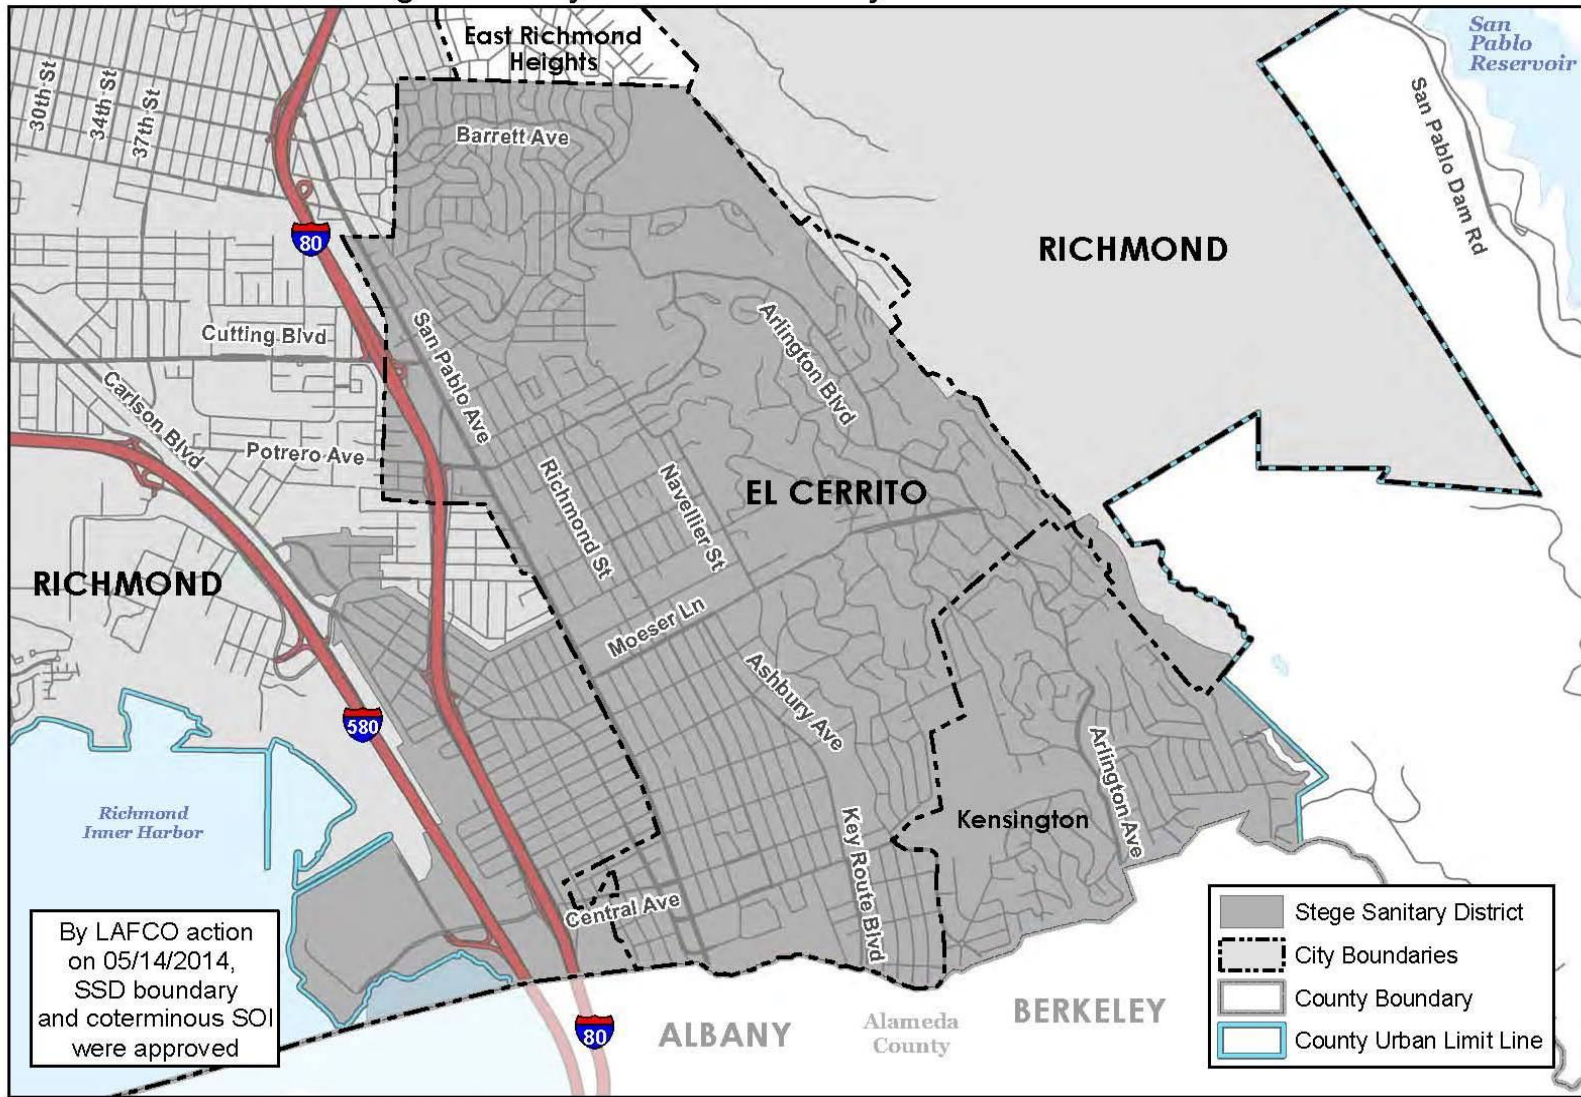 East Richmond
Heights
San
Pablo
Reservoir
30th St
34th St
37th St
Barrett Ave
San Pablo Dam Rd
80
RICHMOND
Cutting Blvd
San Pablo Ave
Arlington Blvd
Carlson Blvd
Potrero Ave
Richmond St
Navellier St
EL CERRITO
RICHMOND
Moeser Ln
Ashbury Ave
580
Arlington Ave
Richmond
Inner Harbor
Key Route Blvd
Kensington
Central Ave
By LAFCO action
on 05/14/2014,
SSD boundary
and coterminous SOI
were approved
80
ALBANY
Alameda
County
BERKELEY
Stege Sanitary District
City Boundaries
County Boundary
County Urban Limit Line